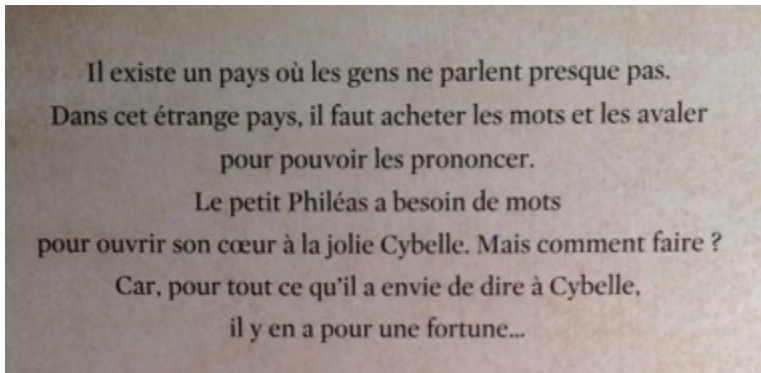 Il existe un pays où les gens ne parlent presque pas.
Dans cet étrange pays, il faut acheter les mots et les avaler
pour pouvoir les prononcer.
Le petit Philéas a besoin de mots
pour ouvrir son cœur à la jolie Cybelle. Mais comment faire ?
Car, pour tout ce qu'il a envie de dire à Cybelle,
il y en a pour une fortune...